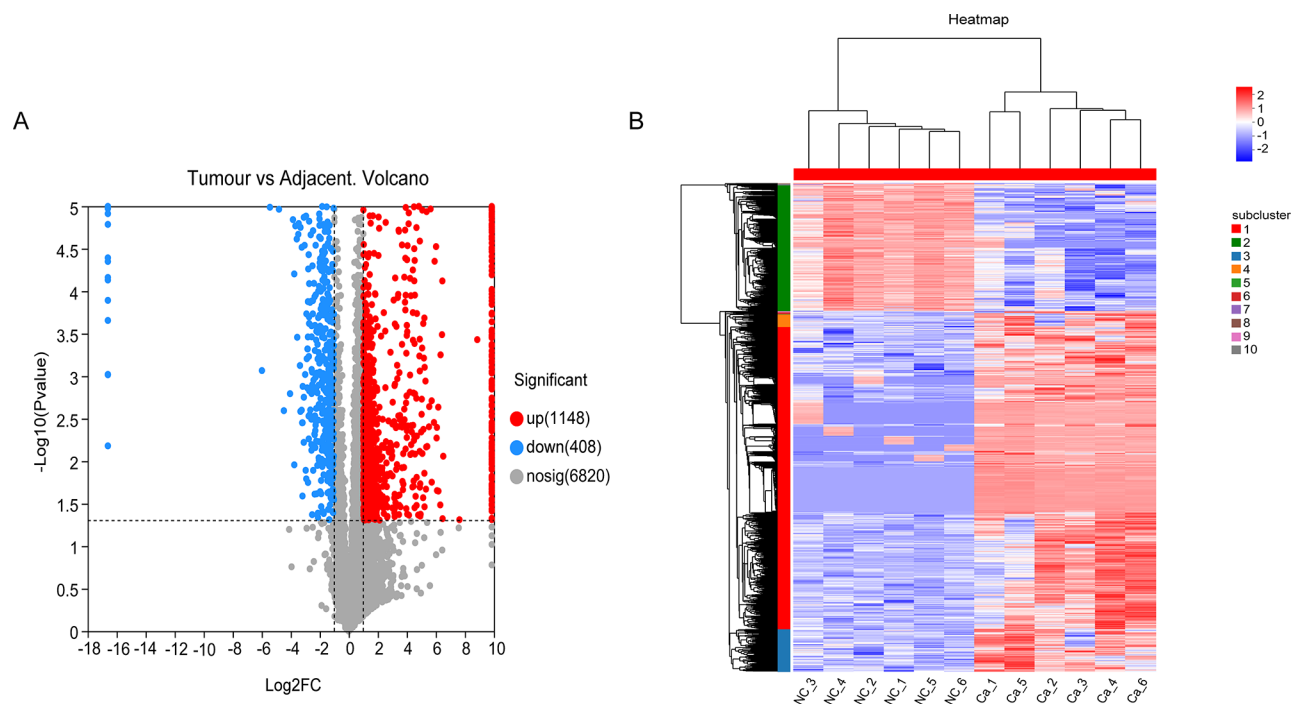 A
Tumour vs Adjacent. Volcano
-Log10(Pvalue)
5
4.5
4
3.5
3
2.5
2
1.5
1
0.5
0
-18 -16 -14 -12 -10 -8 -6 -4 -2 0 2 4 6 8 10
Log2FC
Significant
up(1148)
down(408)
nosig(6820)
B
Heatmap
2
1
0
-1
-2
subcluster
1
2
3
4
5
6
7
8
9
10
NC_3 NC_4 NC_2 NC_1 NC_5 NC_6 Ca_1 Ca_5 Ca_2 Ca_3 Ca_4 Ca_6